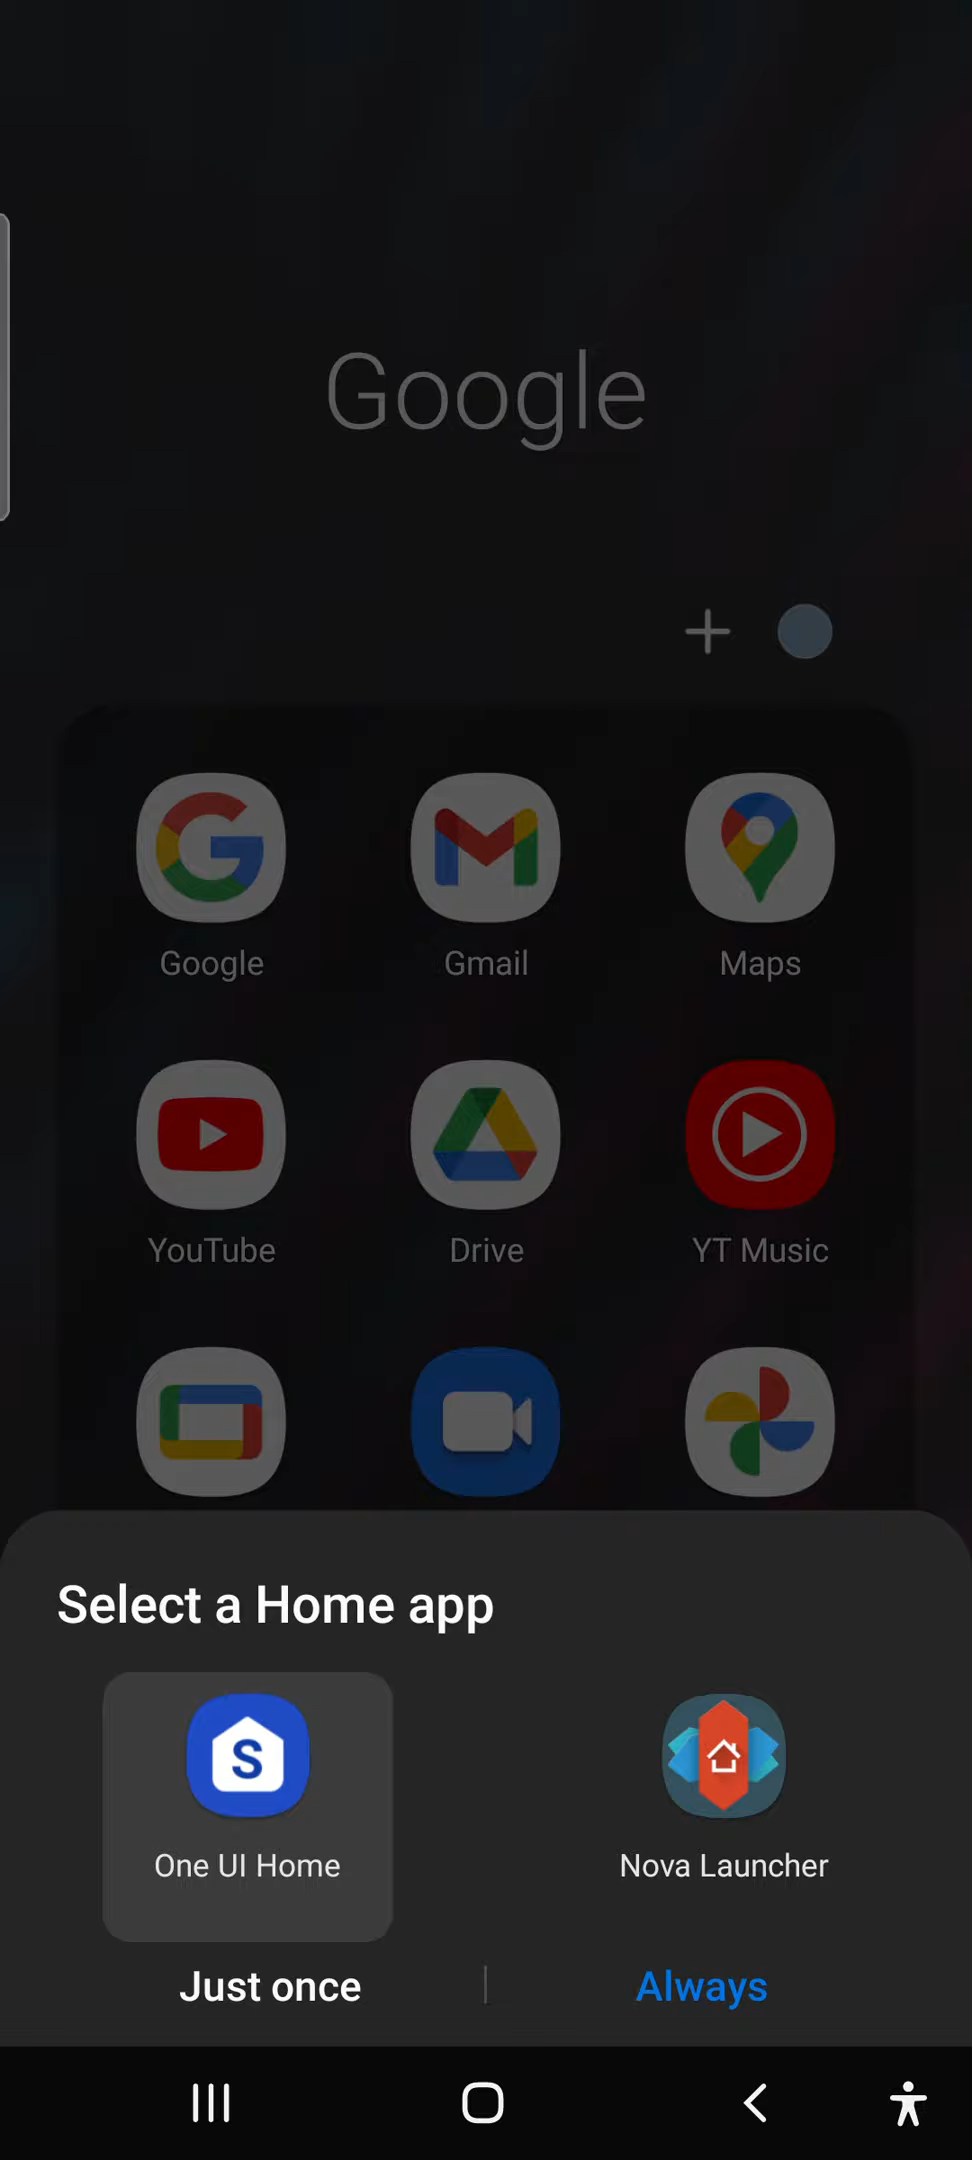 Google
Google Gmail Maps
YouTube Drive YT Music
Select a Home app
S
One UI Home Nova Launcher
Just once Always